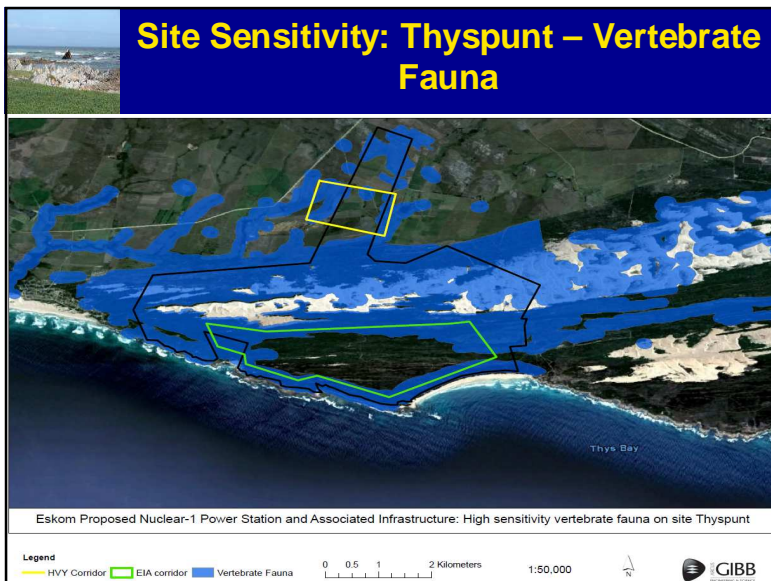 Site Sensitivity: Thyspunt – Vertebrate
Fauna
Thys Bay
Eskom Proposed Nuclear-1 Power Station and Associated Infrastructure: High sensitivity vertebrate fauna on site Thyspunt
Legend
HVY Corridor EIA corridor Vertebrate Fauna
0 0.5 1 2 Kilometers
1:50,000
N
GIBB